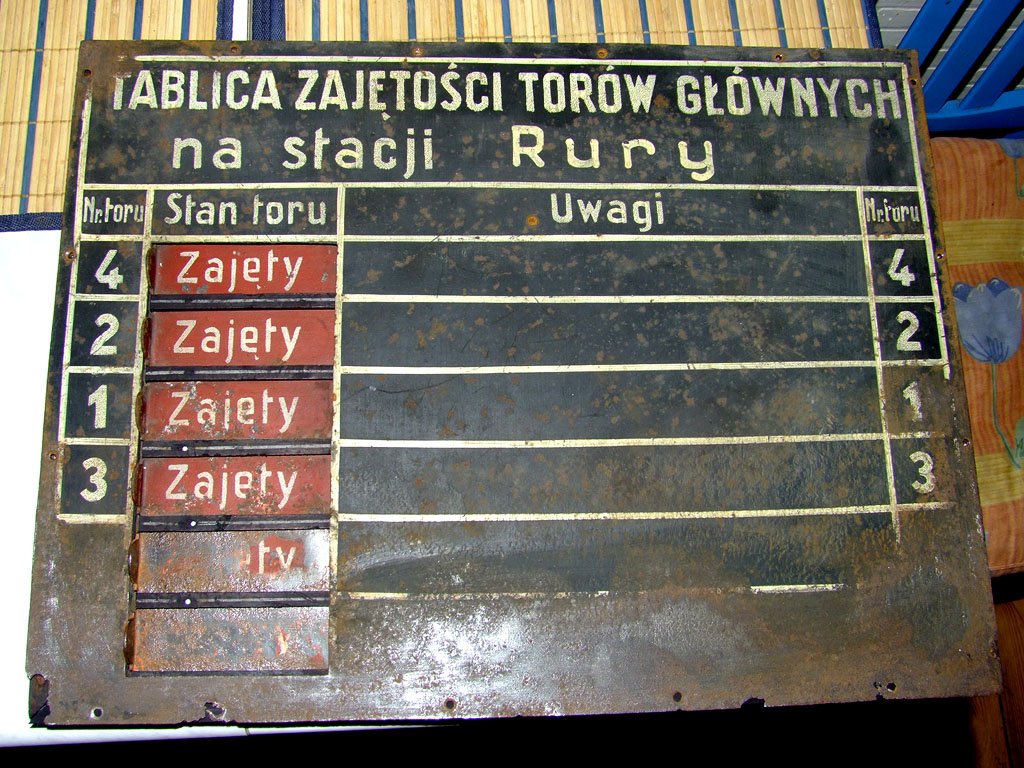 TABLICA ZAJĘTOŚCI TORÓW GŁÓWNYCH
na stacji Rury
Nr. toru Stan toru Uwagi Nr. toru
4 Zajęty 4
2 Zajęty 2
1 Zajęty 1
3 Zajęty 3